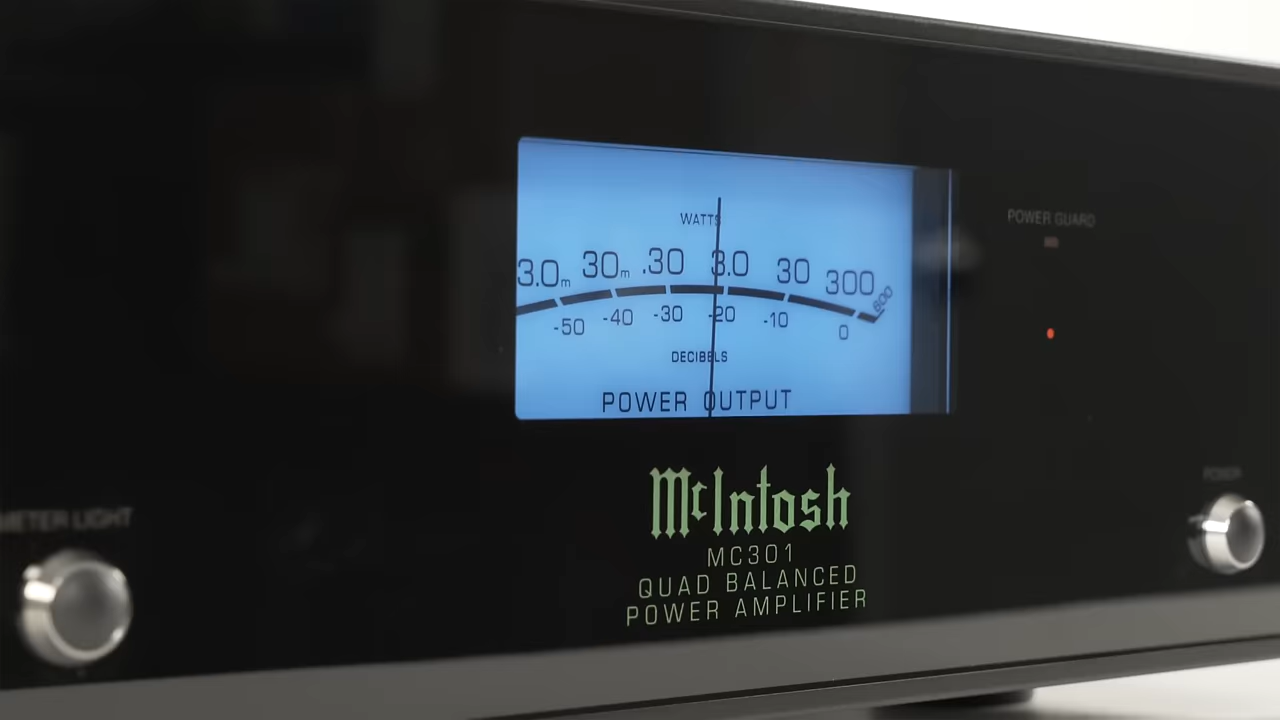 WATTS
3.0m 30m .30 3.0 30 300 600
-50 -40 -30 -20 -10 0
DECIBELS
POWER OUTPUT
POWER GUARD
METER LIGHT
POWER
McIntosh
MC301
QUAD BALANCED
POWER AMPLIFIER